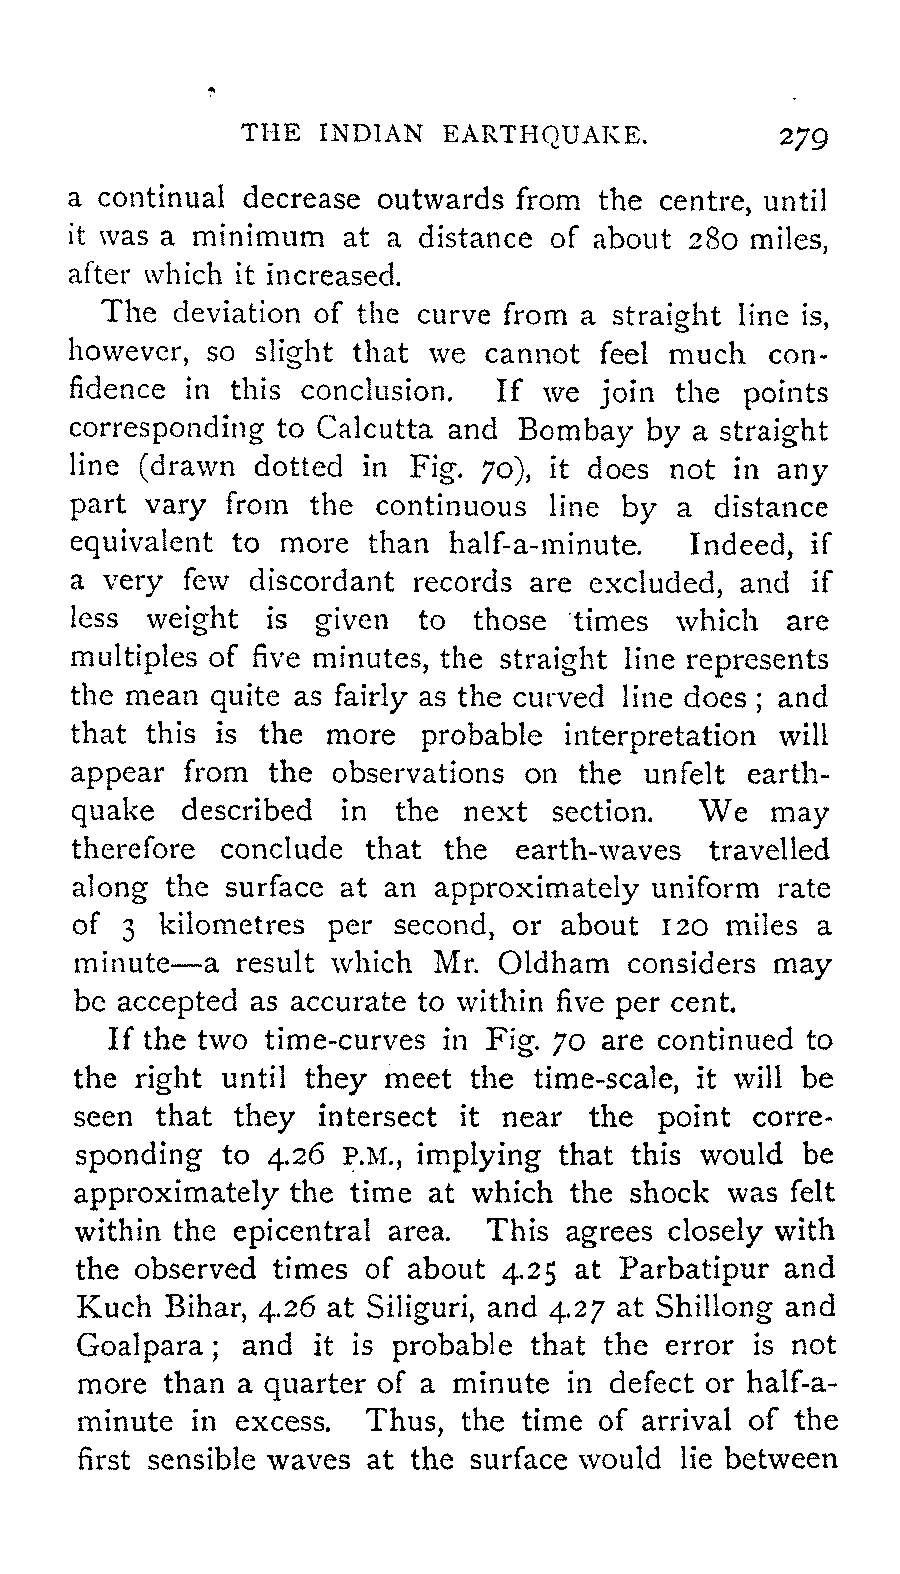 THE INDIAN EARTHQUAKE. 279
a continual decrease outwards from the centre, until
it was a minimum at a distance of about 280 miles,
after which it increased.
The deviation of the curve from a straight line is,
however, so slight that we cannot feel much con-
fidence in this conclusion. If we join the points
corresponding to Calcutta and Bombay by a straight
line (drawn dotted in Fig. 70), it does not in any
part vary from the continuous line by a distance
equivalent to more than half-a-minute. Indeed, if
a very few discordant records are excluded, and if
less weight is given to those times which are
multiples of five minutes, the straight line represents
the mean quite as fairly as the curved line does; and
that this is the more probable interpretation will
appear from the observations on the unfelt earth-
quake described in the next section. We may
therefore conclude that the earth-waves travelled
along the surface at an approximately uniform rate
of 3 kilometres per second, or about 120 miles a
minute—a result which Mr. Oldham considers may
be accepted as accurate to within five per cent.
If the two time-curves in Fig. 70 are continued to
the right until they meet the time-scale, it will be
seen that they intersect it near the point corre-
sponding to 4.26 P.M., implying that this would be
approximately the time at which the shock was felt
within the epicentral area. This agrees closely with
the observed times of about 4.25 at Parbatipur and
Kuch Bihar, 4.26 at Siliguri, and 4.27 at Shillong and
Goalpara; and it is probable that the error is not
more than a quarter of a minute in defect or half-a-
minute in excess. Thus, the time of arrival of the
first sensible waves at the surface would lie between